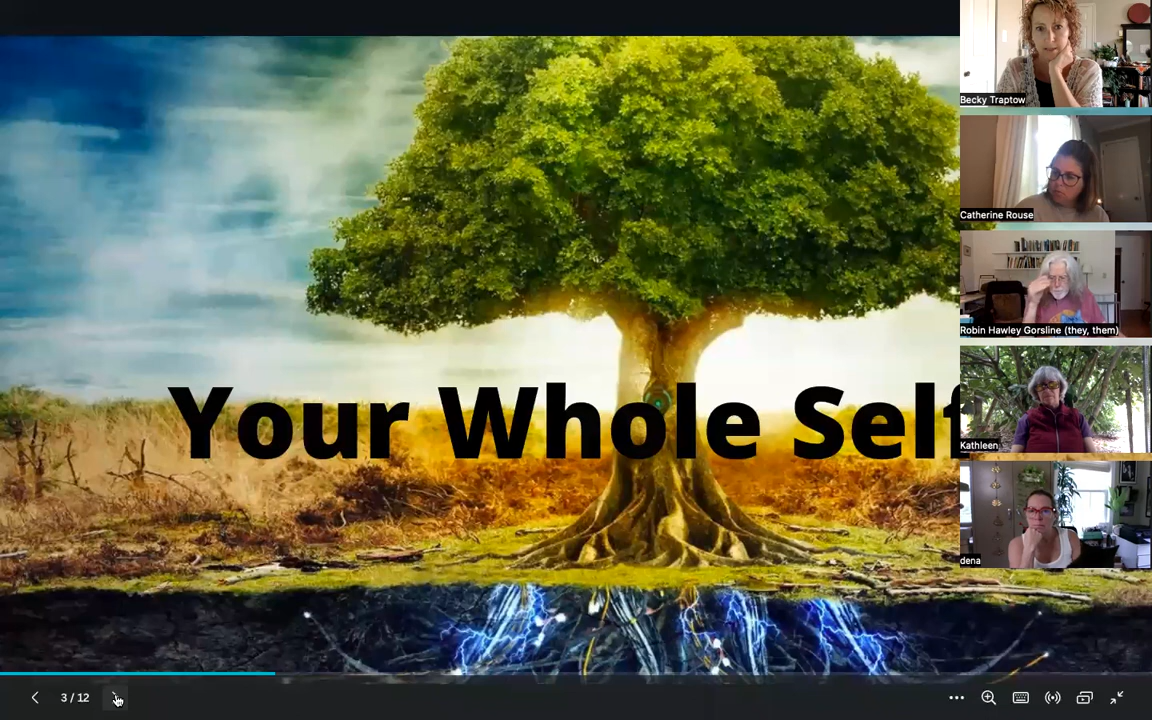 Becky Traptow
Catherine Rouse
Robin Hawley Gorsline (they, them)
Your Whole Self
Kathleen
dena
3 / 12